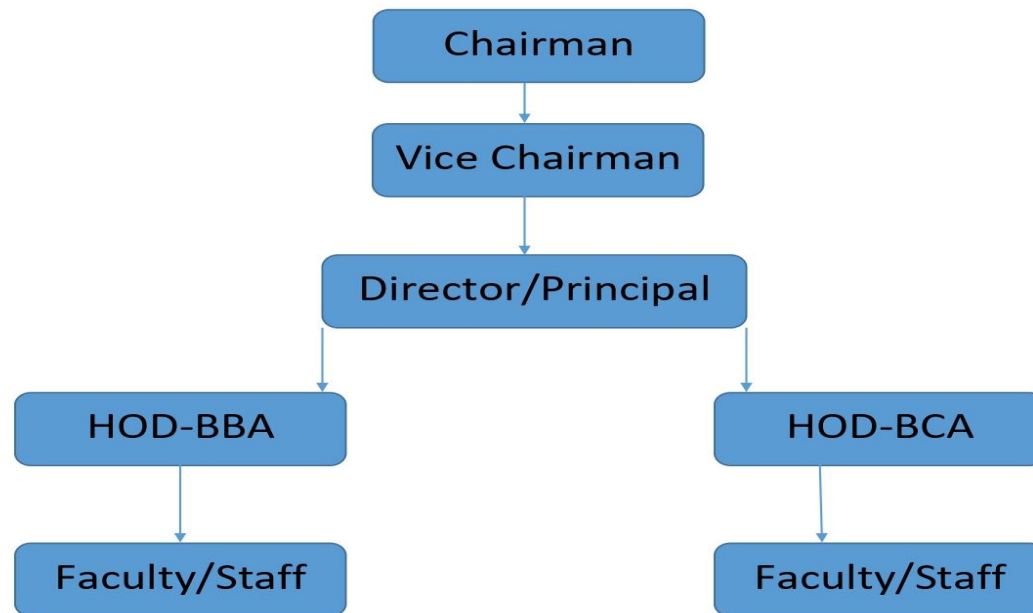 Chairman
Vice Chairman
Director/Principal
HOD-BBA
HOD-BCA
Faculty/Staff
Faculty/Staff